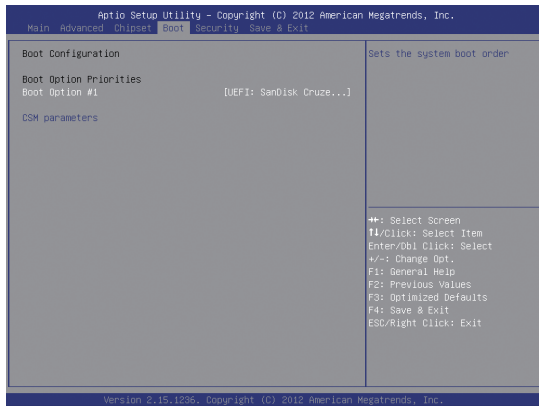 Aptio Setup Utility – Copyright (C) 2012 American Megatrends, Inc.
Main Advanced Chipset Boot Security Save & Exit
Boot Configuration
Boot Option Priorities
Boot Option #1 [UEFI: SanDisk Cruze...]
CSM parameters
Sets the system boot order
→←: Select Screen
↑↓/Click: Select Item
Enter/Dbl Click: Select
+/-: Change Opt.
F1: General Help
F2: Previous Values
F3: Optimized Defaults
F4: Save & Exit
ESC/Right Click: Exit
Version 2.15.1236. Copyright (C) 2012 American Megatrends, Inc.